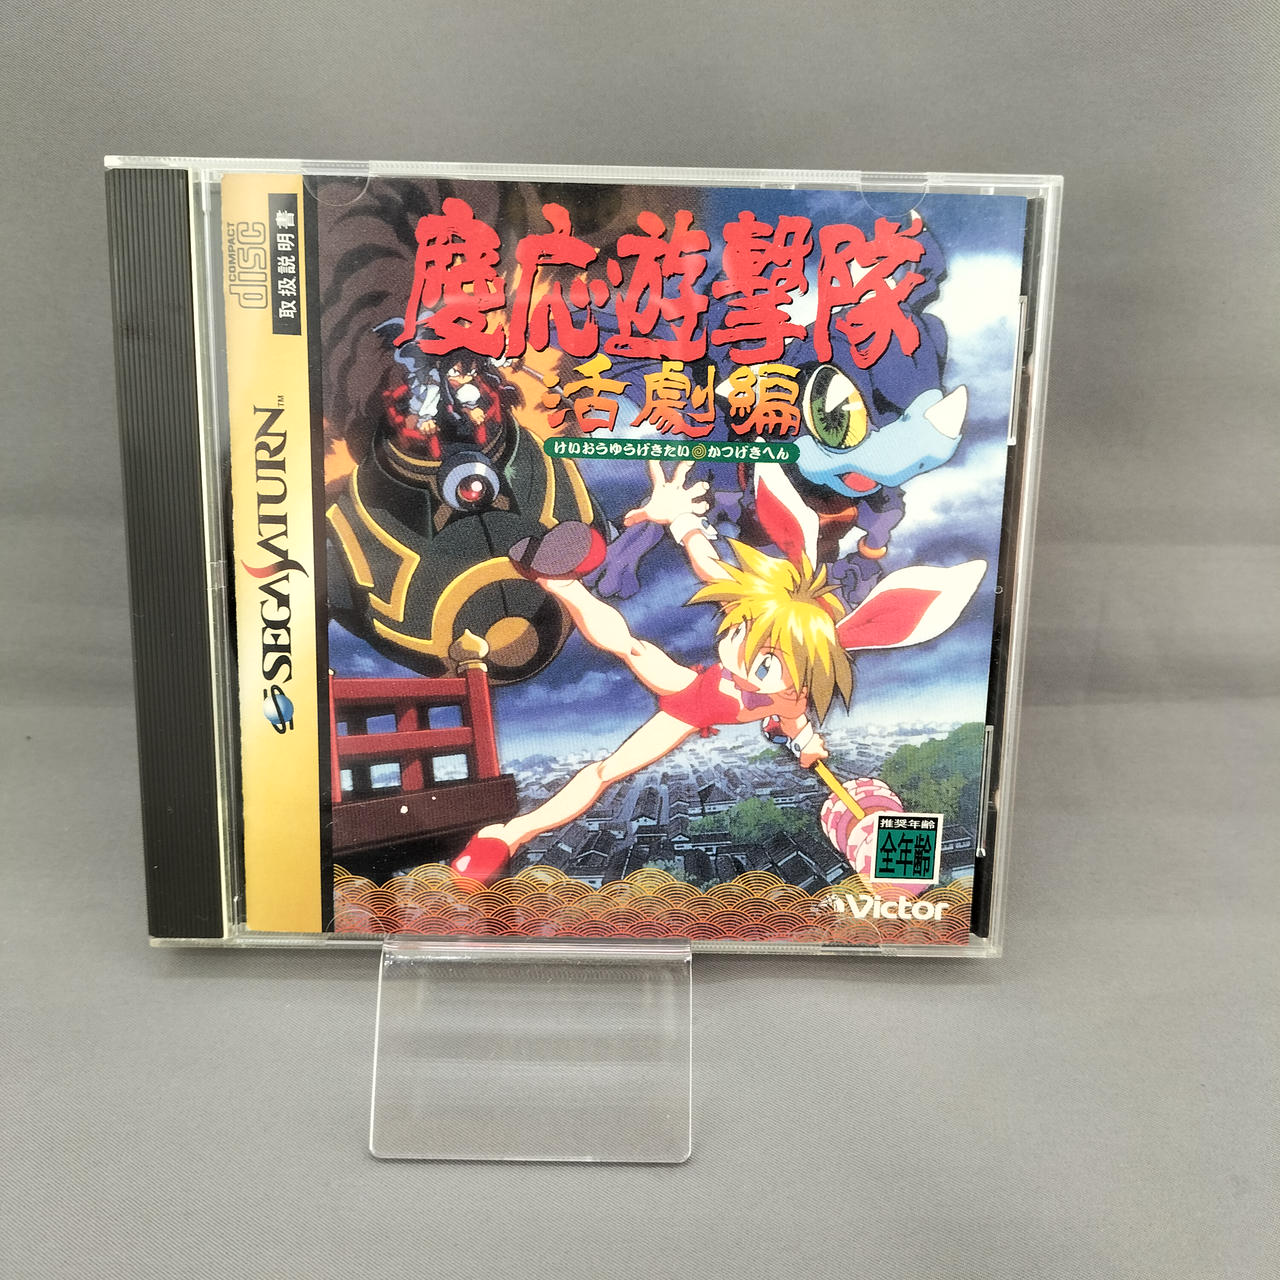 COMPACT
disc
取扱説明書
SEGA SATURN™
慶応遊撃隊
活劇編
けいおうゆうげきたい かつげきへん
推奨年齢
全年齢
Victor